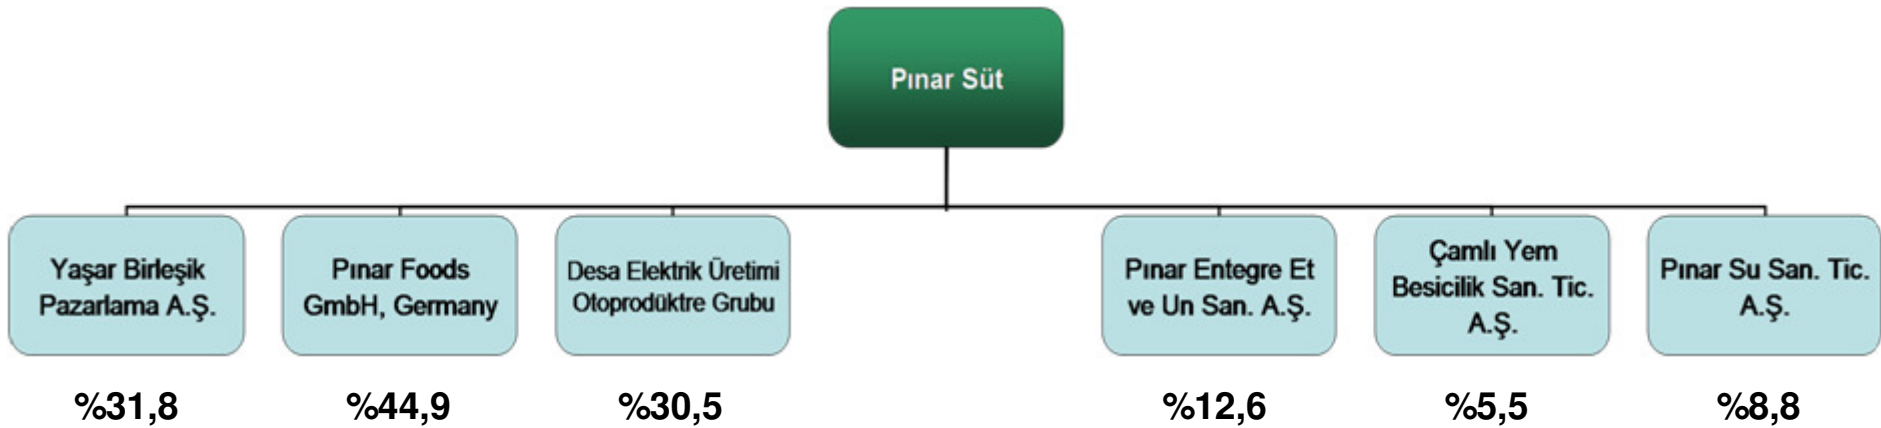 Pınar Süt
Yaşar Birleşik
Pazarlama A.Ş.
Pınar Foods
GmbH, Germany
Desa Elektrik Üretimi
Otoprodüktre Grubu
Pınar Entegre Et
ve Un San. A.Ş.
Çamlı Yem
Besicilik San. Tic.
A.Ş.
Pınar Su San. Tic.
A.Ş.
%31,8
%44,9
%30,5
%12,6
%5,5
%8,8